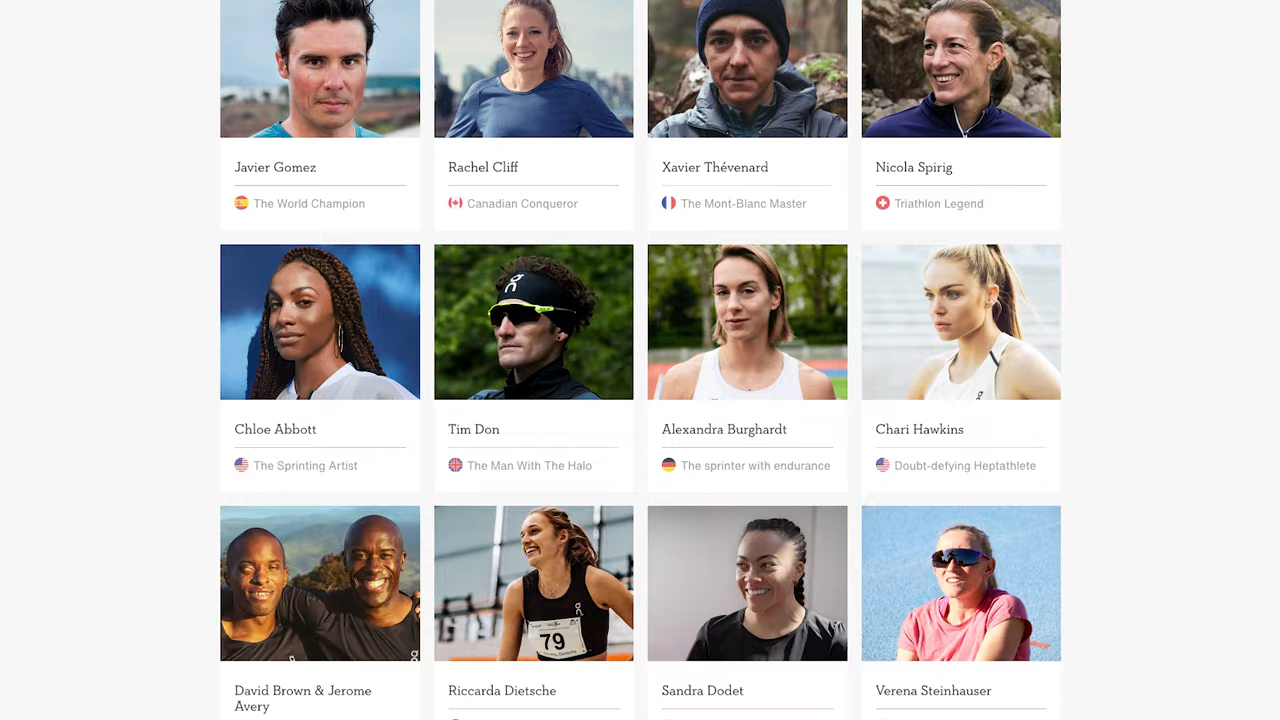 Javier Gomez
Rachel Cliff
Xavier Thévenard
Nicola Spirig
The World Champion
Canadian Conqueror
The Mont-Blanc Master
Triathlon Legend
Chloe Abbott
Tim Don
Alexandra Burghardt
Chari Hawkins
The Sprinting Artist
The Man With The Halo
The sprinter with endurance
Doubt-defying Heptathlete
79
David Brown & Jerome
Avery
Riccarda Dietsche
Sandra Dodet
Verena Steinhauser